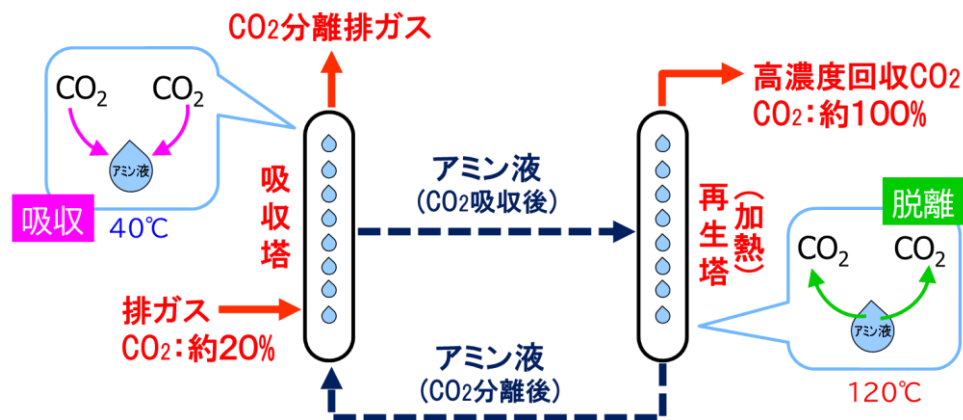 CO2分離排ガス
CO2 CO2
アミン液
吸収
40℃
吸収塔
排ガス
CO2:約20%
アミン液
(CO2吸収後)
アミン液
(CO2分離後)
高濃度回収CO2
CO2:約100%
再生塔
(加熱)
脱離
CO2 CO2
アミン液
120℃